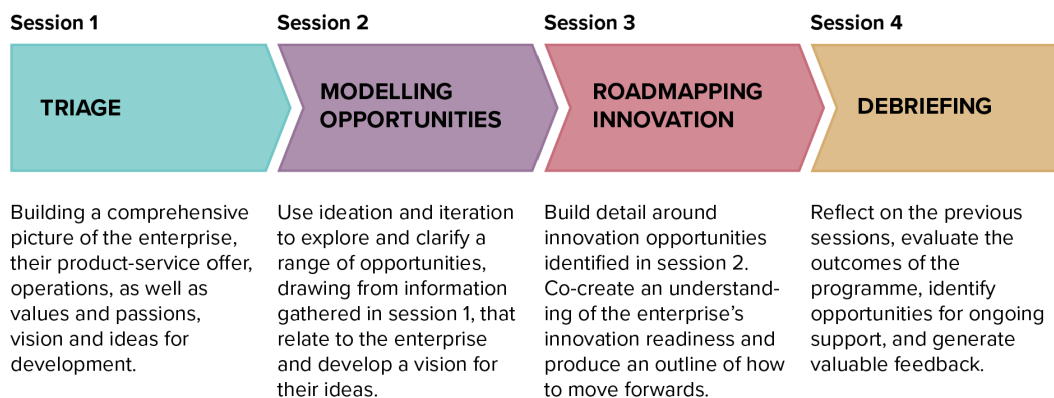 Session 1
TRIAGE
Building a comprehensive
picture of the enterprise,
their product-service offer,
operations, as well as
values and passions,
vision and ideas for
development.
Session 2
MODELLING
OPPORTUNITIES
Use ideation and iteration
to explore and clarify a
range of opportunities,
drawing from information
gathered in session 1, that
relate to the enterprise
and develop a vision for
their ideas.
Session 3
ROADMAPPING
INNOVATION
Build detail around
innovation opportunities
identified in session 2.
Co-create an understand-
ing of the enterprise's
innovation readiness and
produce an outline of how
to move forwards.
Session 4
DEBRIEFING
Reflect on the previous
sessions, evaluate the
outcomes of the
programme, identify
opportunities for ongoing
support, and generate
valuable feedback.